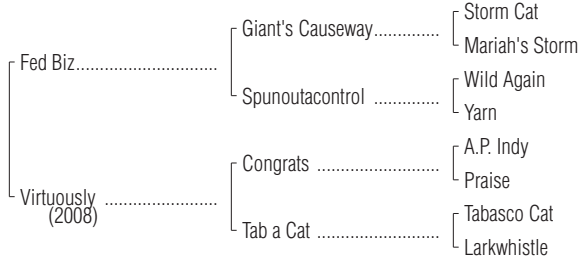 Storm Cat
Giant's Causeway..............
Mariah's Storm
Fed Biz..............................
Wild Again
Spunoutacontrol ..............
Yarn
A.P. Indy
Congrats ..........................
Praise
Virtuously ........................
(2008)
Tabasco Cat
Tab a Cat ..........................
Larkwhistle